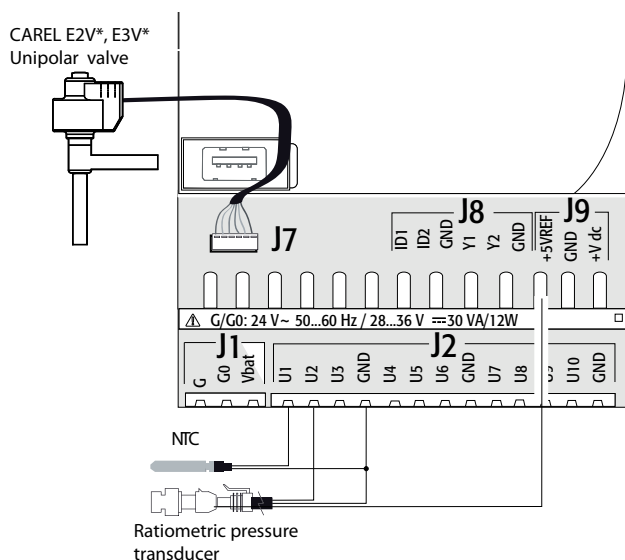 CAREL E2V*, E3V*
Unipolar valve
J7
J8
J9
ID1
ID2
GND
Y1
Y2
GND
+5VREF
GND
+V dc
G/G0: 24 V~ 50...60 Hz / 28...36 V ⎓30 VA/12W
J1
J2
G
G0
Vbat
U1
U2
U3
GND
U4
U5
U6
GND
U7
U8
U9
U10
GND
NTC
Ratiometric pressure
transducer